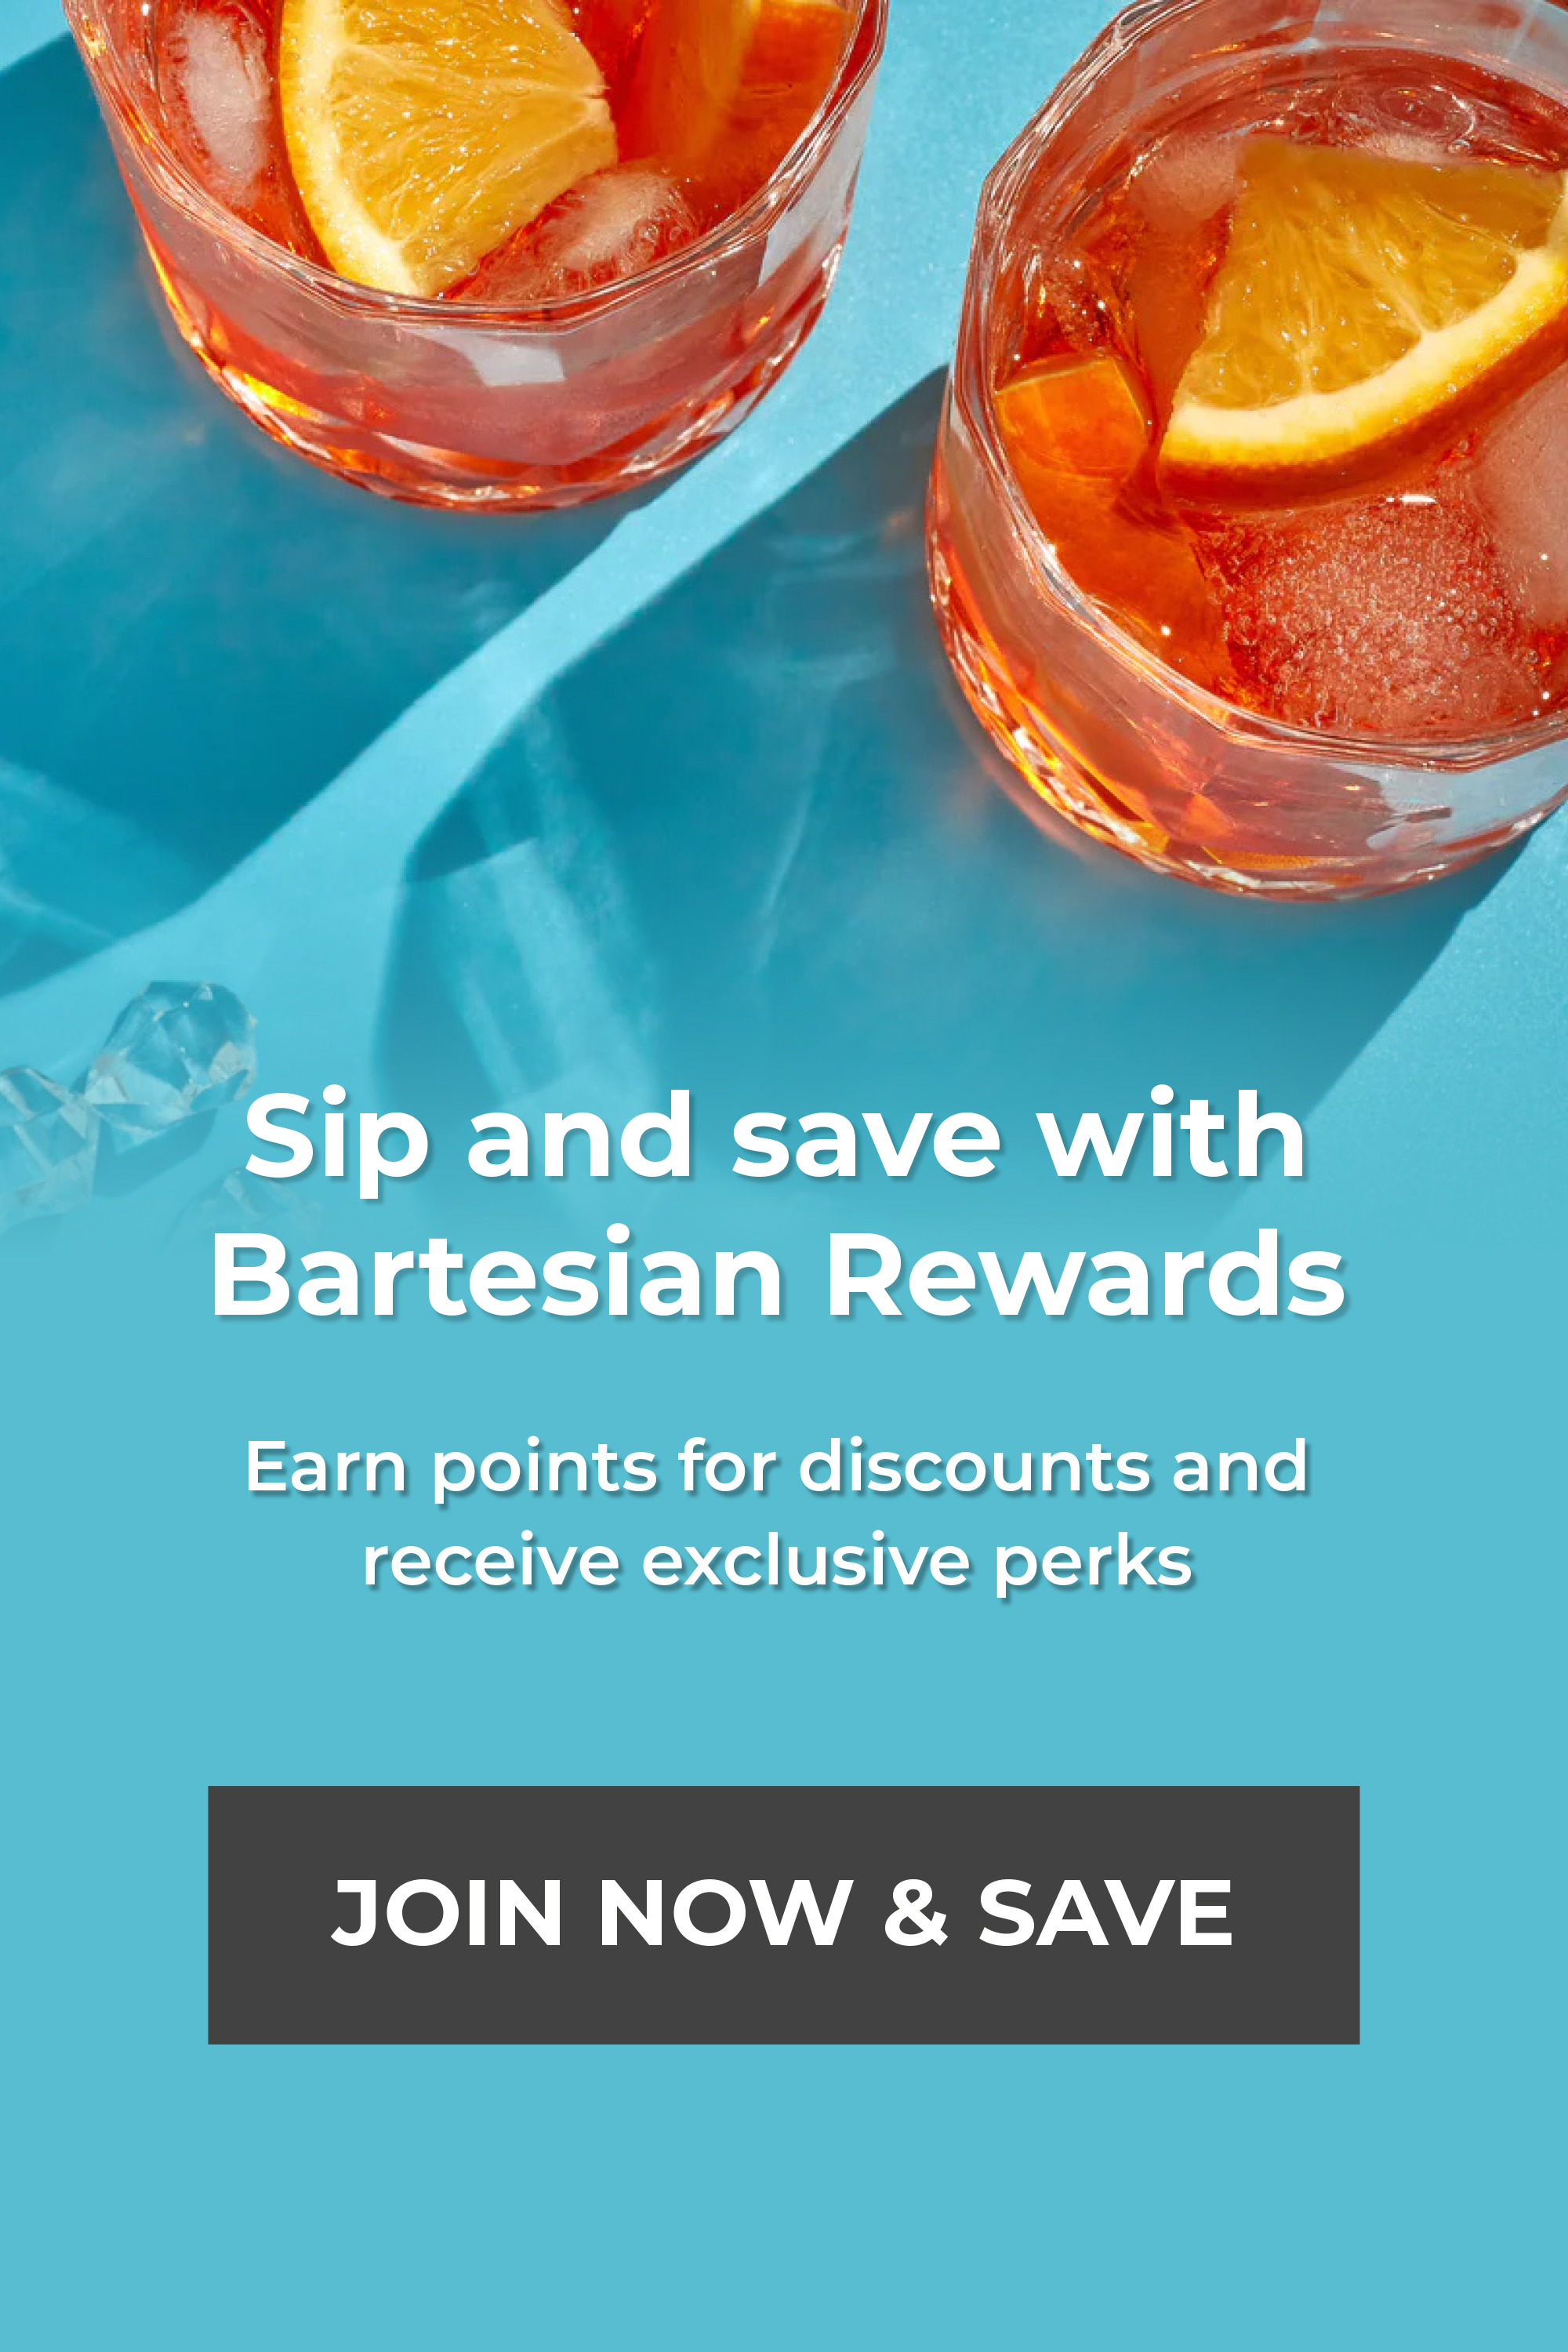 Sip and save with
Bartesian Rewards
Earn points for discounts and
receive exclusive perks
JOIN NOW & SAVE